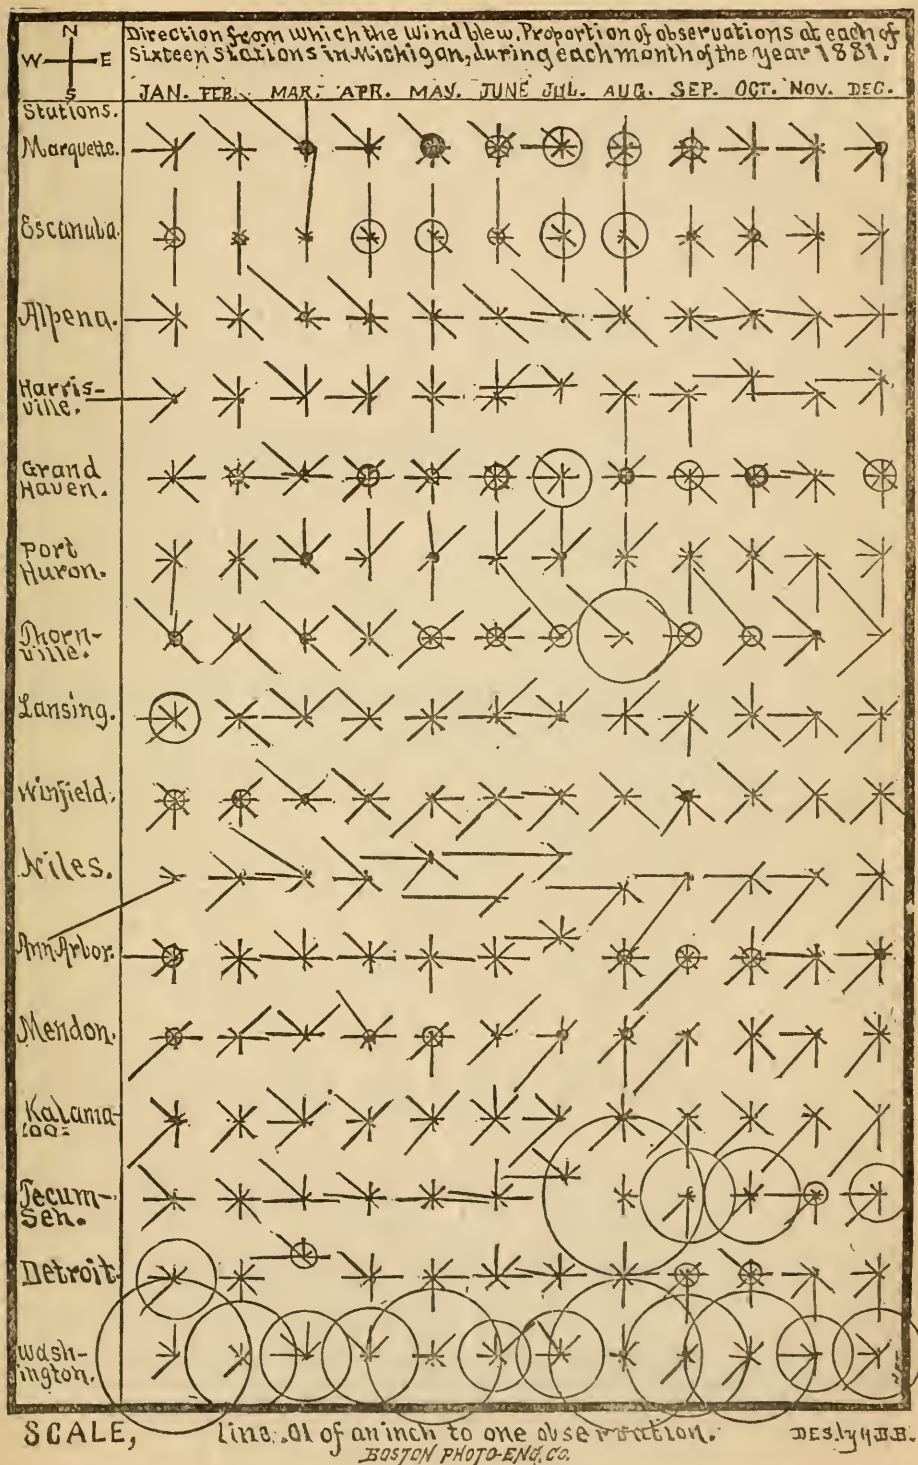 N
W E
S
Direction from which the wind blew. Proportion of observations at each of
Sixteen Stations in Michigan, during each month of the year 1881.
JAN. FEB. MAR. APR. MAY. JUNE JUL. AUG. SEP. OCT. NOV. DEC.
Stations.
Marquette.
Escanaba.
Alpena.
Harris-
ville.
Grand
Haven.
Port
Huron.
Thorn-
ville.
Lansing.
Winfield.
Niles.
Ann Arbor.
Mendon.
Kalama-
zoo=
Tecum-
seh.
Detroit
Wash-
ington.
SCALE, line .01 of an inch to one observation. DES. by H.B.B.
BOSTON PHOTO-ENG. CO.